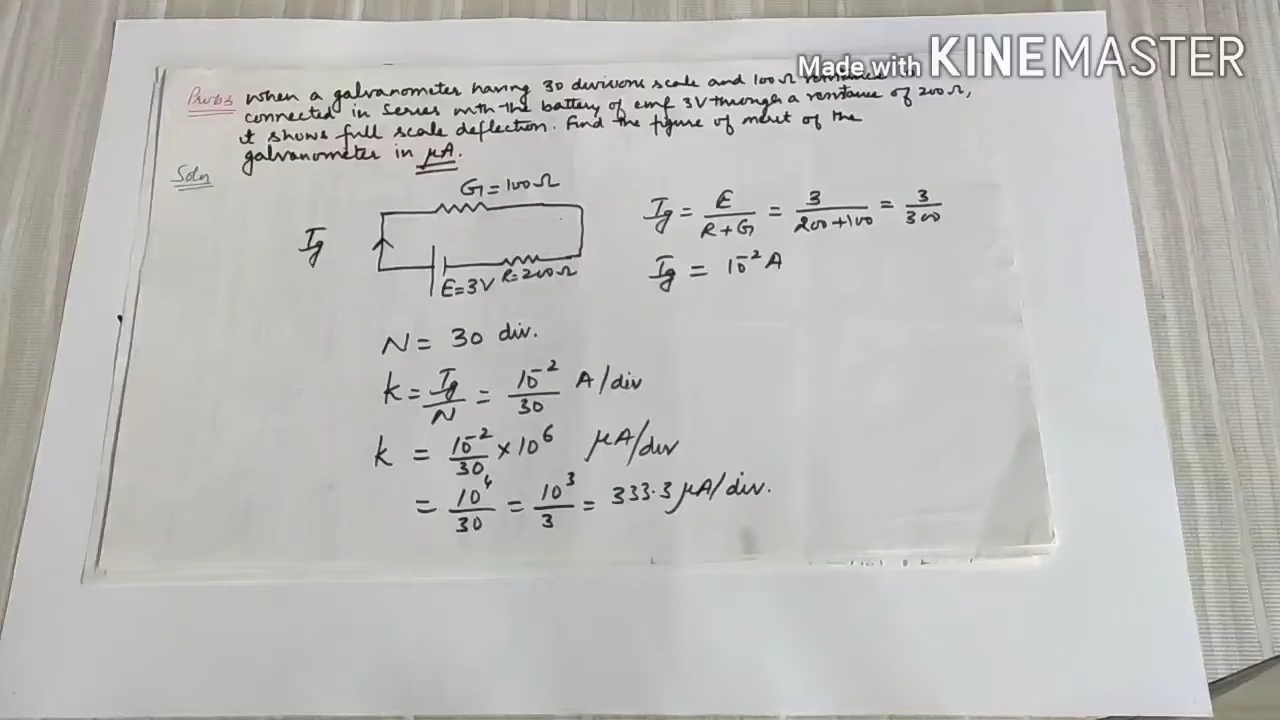 Made with KINEMASTER
Prob3 When a galvanometer having 30 divisions scale and 100Ω resistance is
connected in series with the battery of emf 3V through a resistance of 200Ω,
it shows full scale deflection. Find the figure of merit of the
galvanometer in μA.
Soln
G = 100Ω
Ig
E=3V R=200Ω
Ig = E/(R+G) = 3/(200+100) = 3/300
Ig = 10⁻² A
N = 30 div.
k = Ig/N = 10⁻²/30 A/div
k = 10⁻²/30 × 10⁶ μA/div
= 10⁴/30 = 10³/3 = 333.3 μA/div.